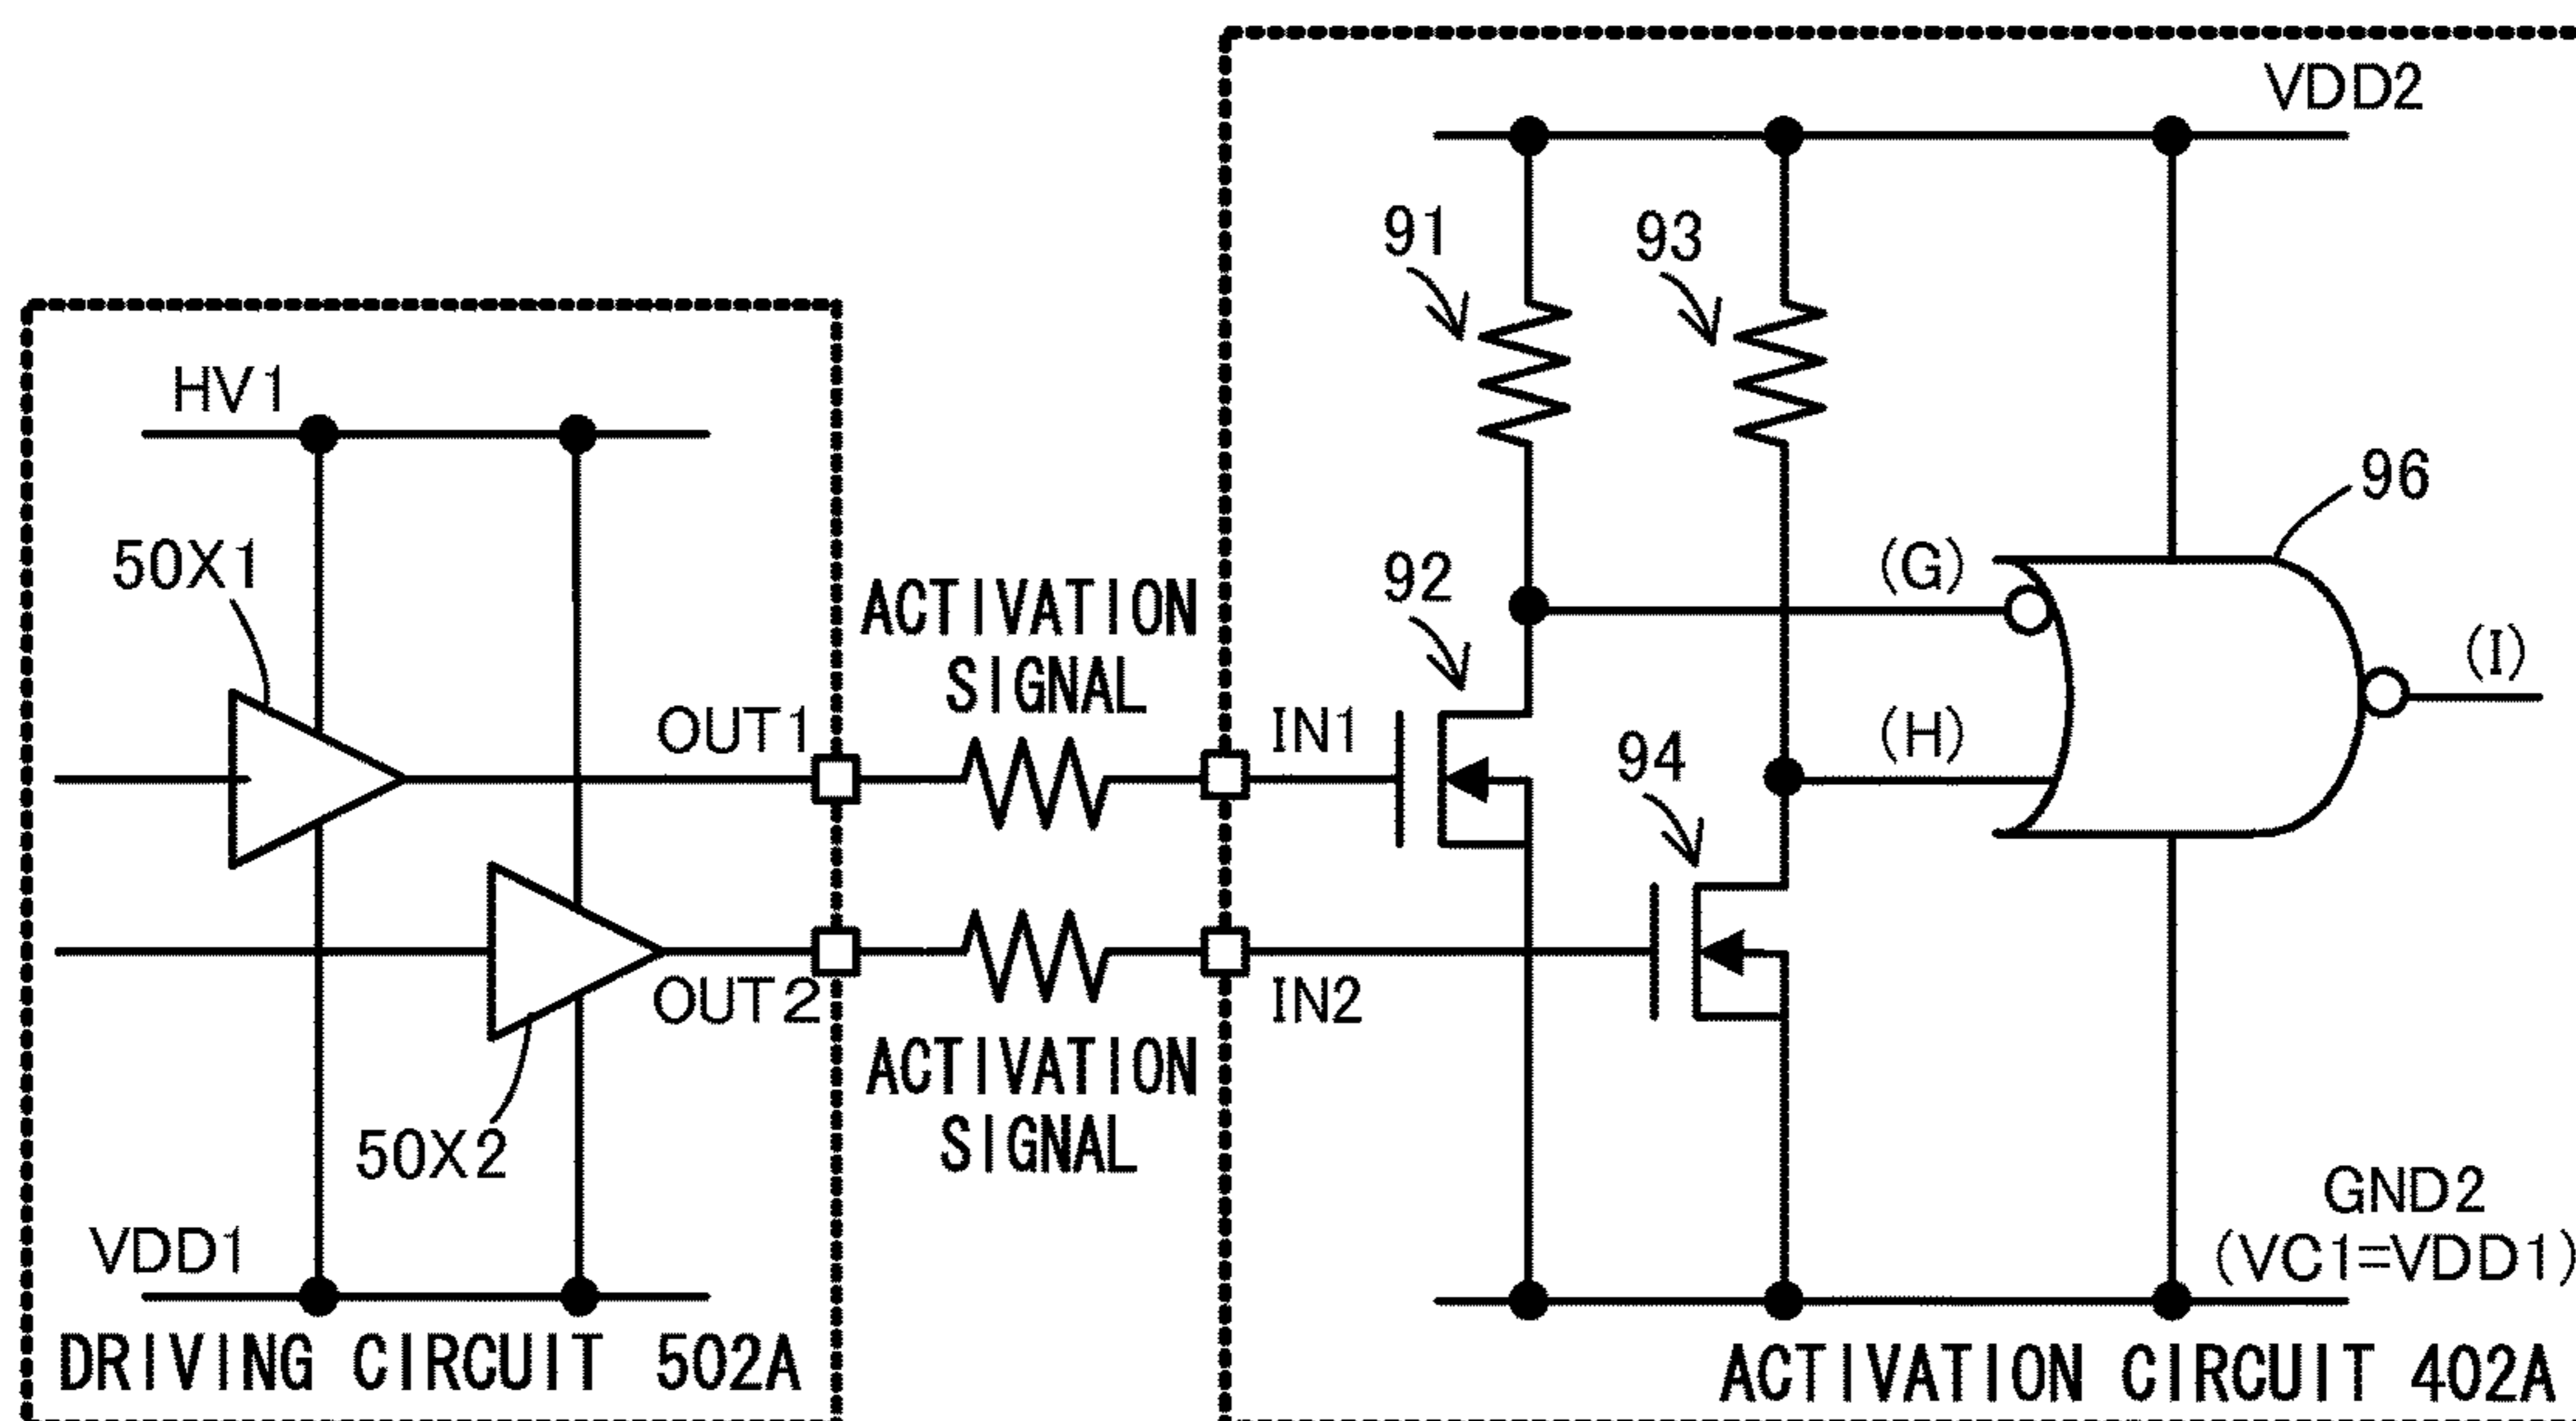 VDD2
91
93
HV1
96
50X1
92
(G)
ACTIVATION
SIGNAL
(I)
OUT1
IN1
94
(H)
OUT2
IN2
ACTIVATION
SIGNAL
50X2
GND2
(VC1=VDD1)
VDD1
DRIVING CIRCUIT 502A
ACTIVATION CIRCUIT 402A